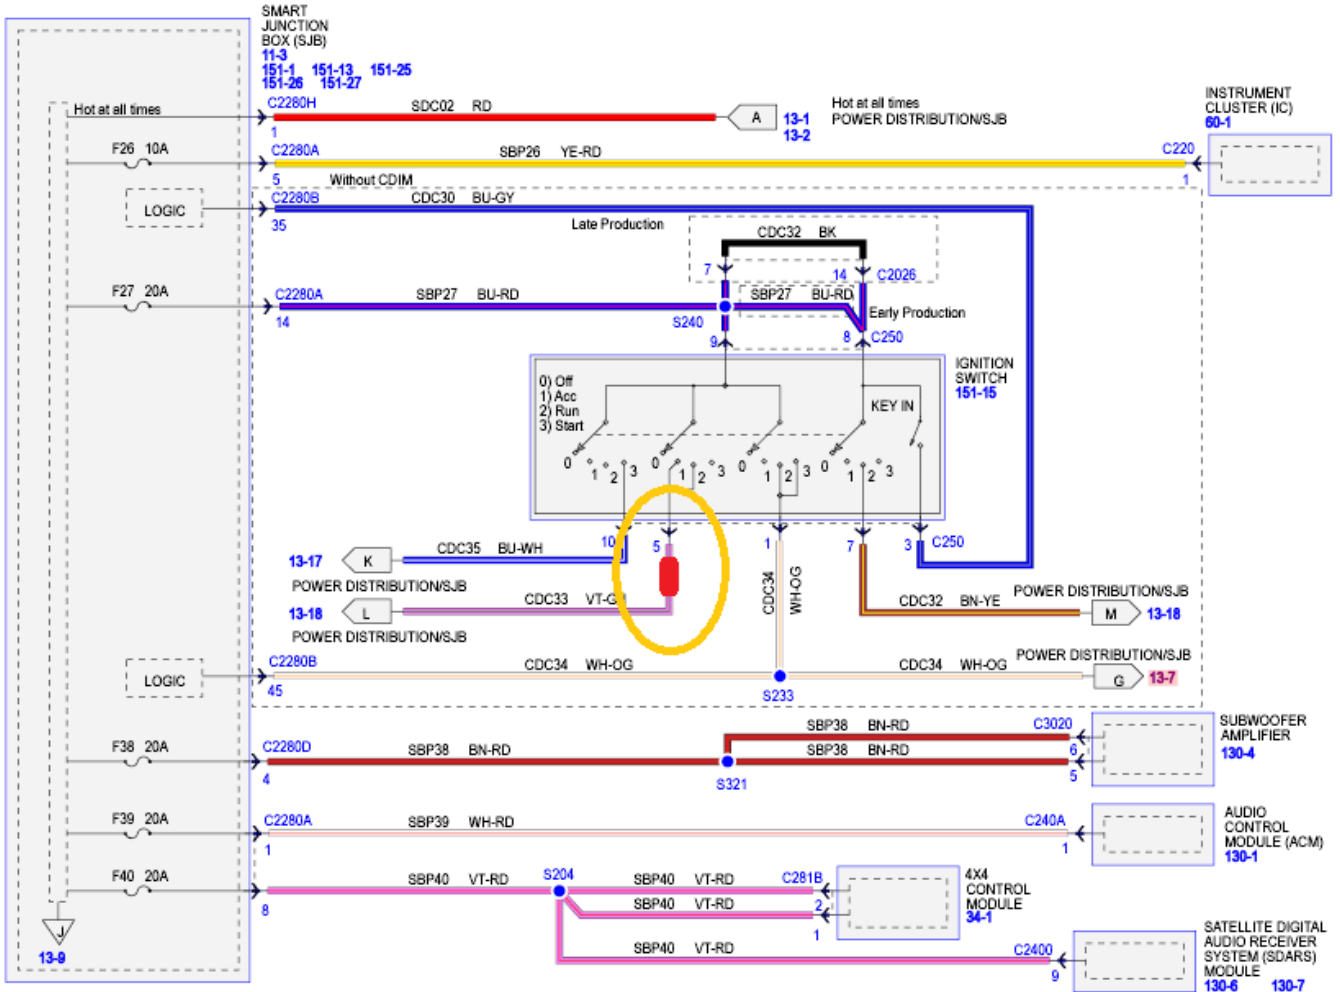 SMART
JUNCTION
BOX (SJB)
11-3
151-1 151-13 151-25
151-26 151-27
Hot at all times
C2280H
SDC02 RD
1
A
13-1
13-2
Hot at all times
POWER DISTRIBUTION/SJB
INSTRUMENT
CLUSTER (IC)
60-1
F26 10A
C2280A
SBP26 YE-RD
C220
5
1
Without CDIM
LOGIC
C2280B
CDC30 BU-GY
35
Late Production
CDC32 BK
7
14
C2026
F27 20A
C2280A
SBP27 BU-RD
SBP27 BU-RD
14
S240
Early Production
9
8
C250
IGNITION
SWITCH
151-15
0) Off
1) Acc
2) Run
3) Start
KEY IN
0 1 2 3
0 1 2 3
0 1 2 3
0 1 2 3
10
5
1
7
3
C250
13-17
K
CDC35 BU-WH
POWER DISTRIBUTION/SJB
13-18
L
CDC33
POWER DISTRIBUTION/SJB
CDC34 WH-OG
CDC32 BN-YE
POWER DISTRIBUTION/SJB
M
13-18
LOGIC
C2280B
CDC34 WH-OG
45
S233
CDC34 WH-OG
POWER DISTRIBUTION/SJB
G
13-7
F38 20A
C2280D
SBP38 BN-RD
4
S321
SBP38 BN-RD
SBP38 BN-RD
C3020
6
5
SUBWOOFER
AMPLIFIER
130-4
F39 20A
C2280A
SBP39 WH-RD
1
C240A
1
AUDIO
CONTROL
MODULE (ACM)
130-1
F40 20A
8
SBP40 VT-RD
S204
SBP40 VT-RD
SBP40 VT-RD
C281B
2
1
4X4
CONTROL
MODULE
34-1
SBP40 VT-RD
C2400
9
SATELLITE DIGITAL
AUDIO RECEIVER
SYSTEM (SDARS)
MODULE
130-6 130-7
J
13-9